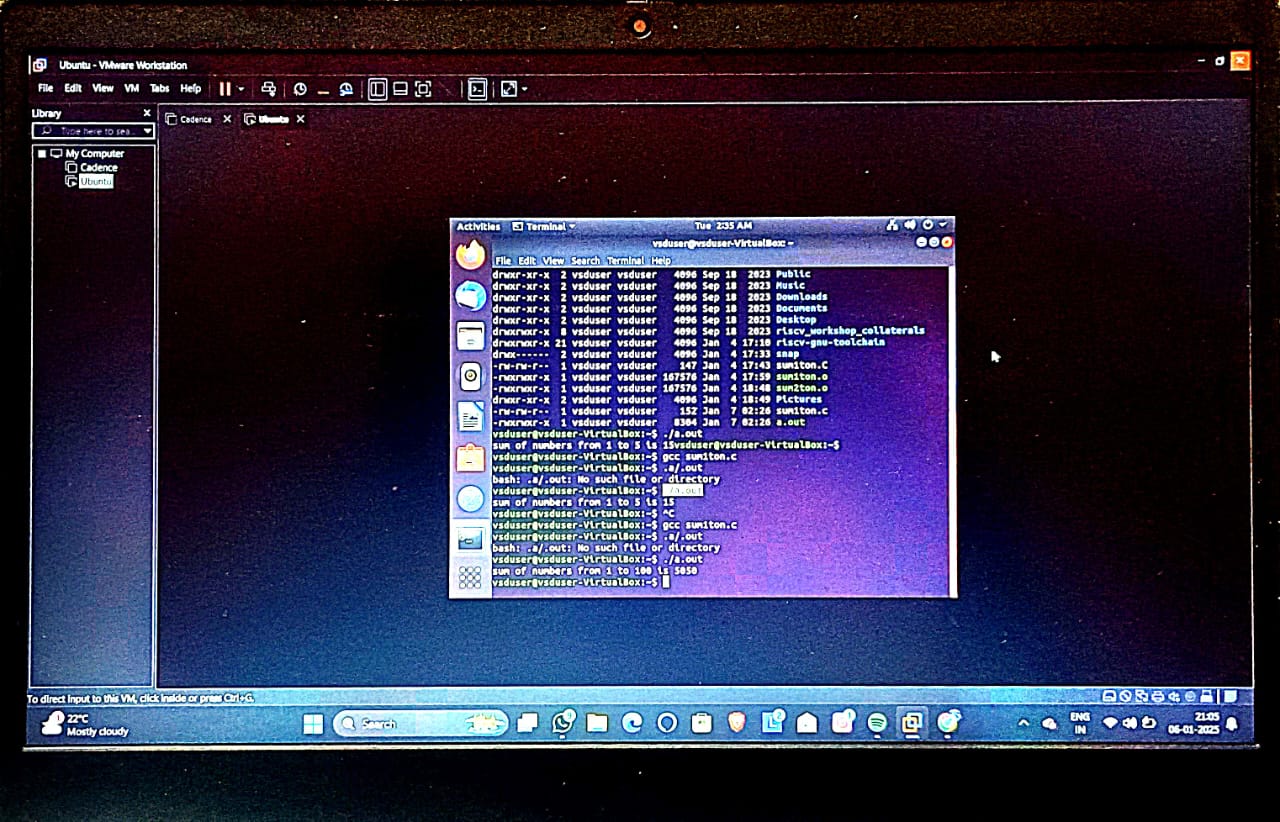 Ubuntu - VMware Workstation
File Edit View VM Tabs Help
Library
Type here to sea...
My Computer
Cadence
Ubuntu
Cadence
Ubuntu
Activities Terminal Tue 2:35 AM
vsduser@vsduser-VirtualBox: ~
File Edit View Search Terminal Help
drwxr-xr-x 2 vsduser vsduser 4096 Sep 18 2023 Public
drwxr-xr-x 2 vsduser vsduser 4096 Sep 18 2023 Music
drwxr-xr-x 2 vsduser vsduser 4096 Sep 18 2023 Downloads
drwxr-xr-x 2 vsduser vsduser 4096 Sep 18 2023 Documents
drwxr-xr-x 2 vsduser vsduser 4096 Sep 18 2023 Desktop
drwxrwxr-x 8 vsduser vsduser 4096 Sep 18 2023 riscv_workshop_collaterals
drwxrwxr-x 21 vsduser vsduser 4096 Jan 4 17:10 riscv-gnu-toolchain
drwx------ 2 vsduser vsduser 4096 Jan 4 17:33 snap
-rw-rw-r-- 1 vsduser vsduser 147 Jan 4 17:43 sum1ton.C
-rwxrwxr-x 1 vsduser vsduser 167576 Jan 4 17:59 sum1ton.o
-rwxrwxr-x 1 vsduser vsduser 167576 Jan 4 18:48 sum2ton.o
drwxr-xr-x 2 vsduser vsduser 4096 Jan 4 18:49 Pictures
-rw-rw-r-- 1 vsduser vsduser 152 Jan 7 02:26 sum1ton.c
-rwxrwxr-x 1 vsduser vsduser 8304 Jan 7 02:26 a.out
vsduser@vsduser-VirtualBox:~$ ./a.out
sum of numbers from 1 to 5 is 15vsduser@vsduser-VirtualBox:~$
vsduser@vsduser-VirtualBox:~$ gcc sum1ton.c
vsduser@vsduser-VirtualBox:~$ .a/.out
bash: .a/.out: No such file or directory
vsduser@vsduser-VirtualBox:~$ ./a.out
sum of numbers from 1 to 5 is 15
vsduser@vsduser-VirtualBox:~$ ^C
vsduser@vsduser-VirtualBox:~$ gcc sum1ton.c
vsduser@vsduser-VirtualBox:~$ .a/.out
bash: .a/.out: No such file or directory
vsduser@vsduser-VirtualBox:~$ ./a.out
sum of numbers from 1 to 100 is 5050
vsduser@vsduser-VirtualBox:~$
To direct input to this VM, click inside or press Ctrl+G.
22°C
Mostly cloudy
Search
ENG
IN
21:05
06-01-2025